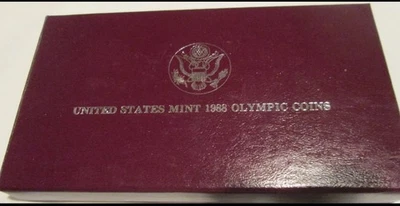 UNITED STATES MINT 1988 OLYMPIC COINS